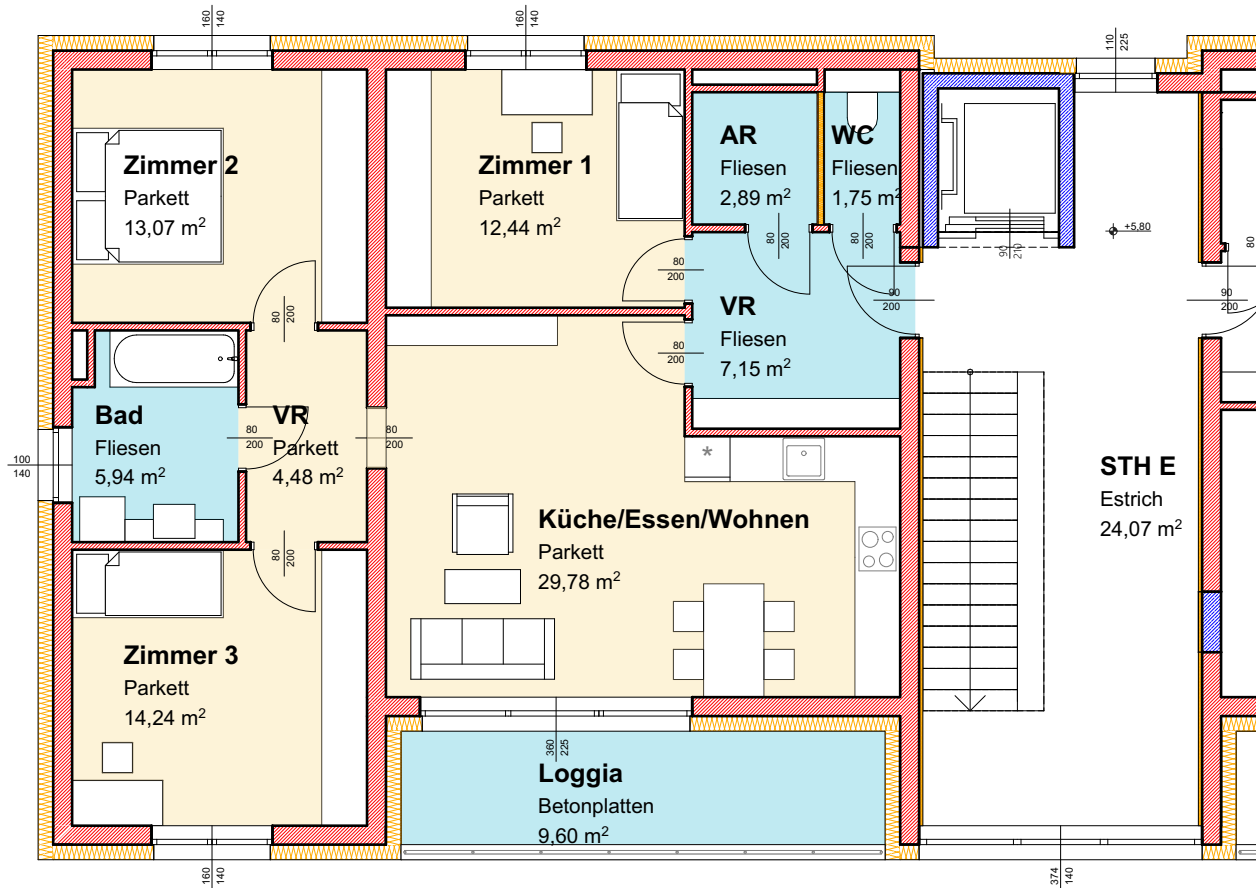 160
140
160
140
110
225
Zimmer 2
Parkett
13,07 m²
Zimmer 1
Parkett
12,44 m²
AR
Fliesen
2,89 m²
WC
Fliesen
1,75 m²
+5,80
80
200
80
200
90
210
80
80
200
90
200
90
200
80
200
VR
Fliesen
7,15 m²
80
200
Bad
Fliesen
5,94 m²
VR
Parkett
4,48 m²
80
200
80
200
100
140
*
STH E
Estrich
24,07 m²
Küche/Essen/Wohnen
Parkett
29,78 m²
80
200
Zimmer 3
Parkett
14,24 m²
360
225
Loggia
Betonplatten
9,60 m²
160
140
374
140